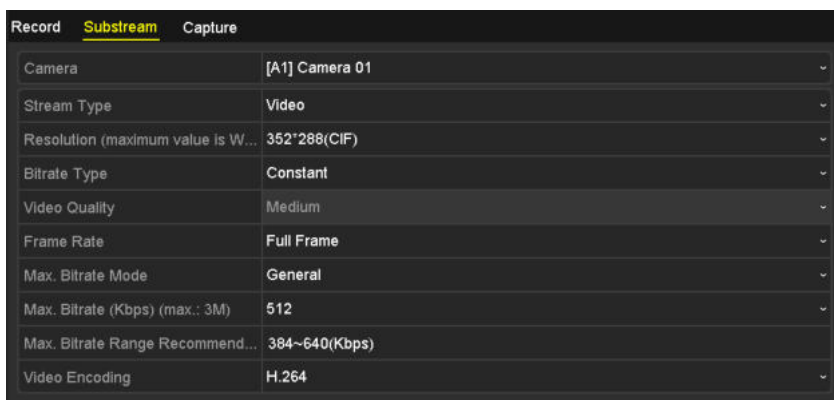 Record Substream Capture
Camera [A1] Camera 01
Stream Type Video
Resolution (maximum value is W... 352*288(CIF)
Bitrate Type Constant
Video Quality Medium
Frame Rate Full Frame
Max. Bitrate Mode General
Max. Bitrate (Kbps) (max.: 3M) 512
Max. Bitrate Range Recommend... 384~640(Kbps)
Video Encoding H.264